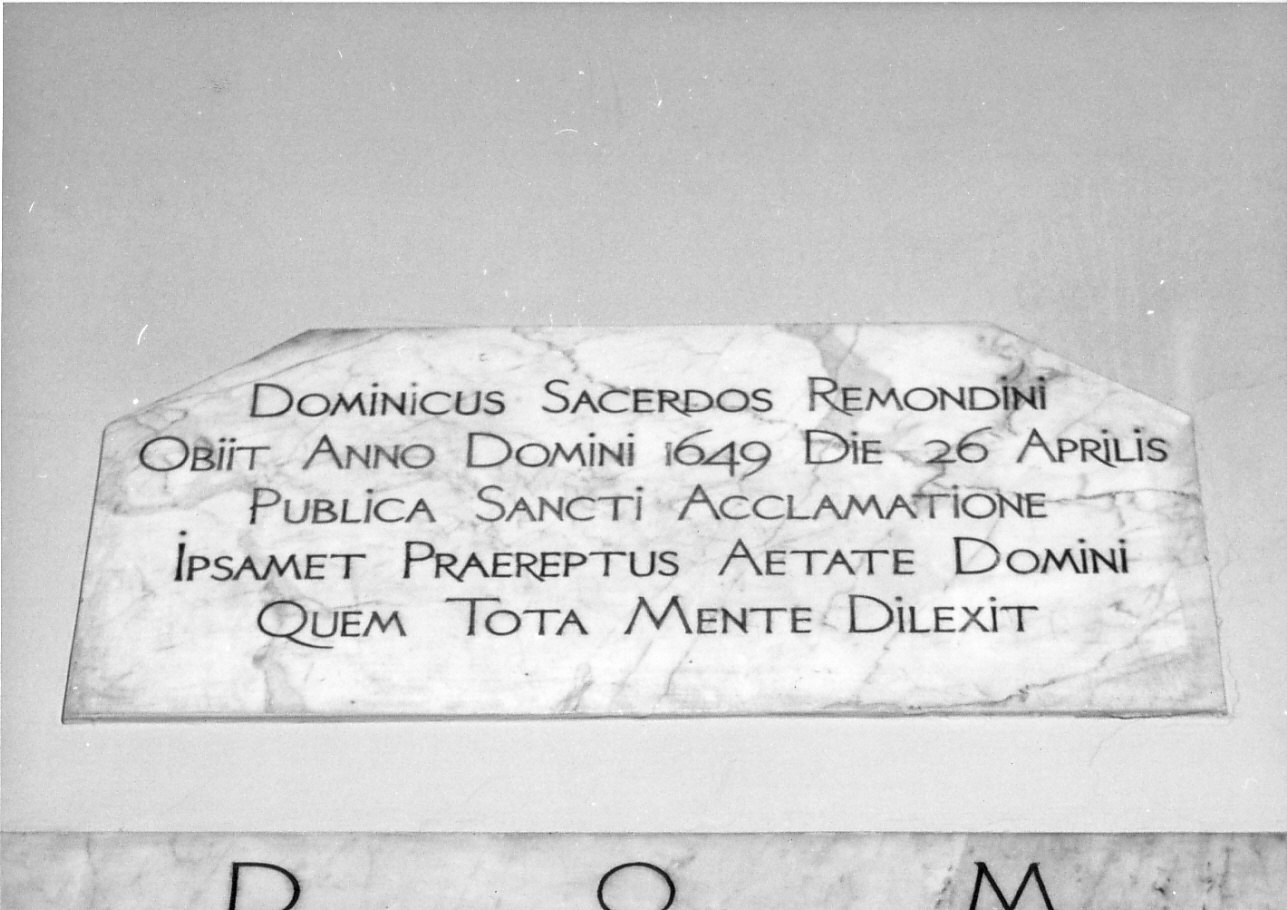 Dominicus Sacerdos Remondini
Obiit Anno Domini 1649 Die 26 Aprilis
Publica Sancti Acclamatione
Ipsamet Praereptus Aetate Domini
Quem Tota Mente Dilexit
D O M